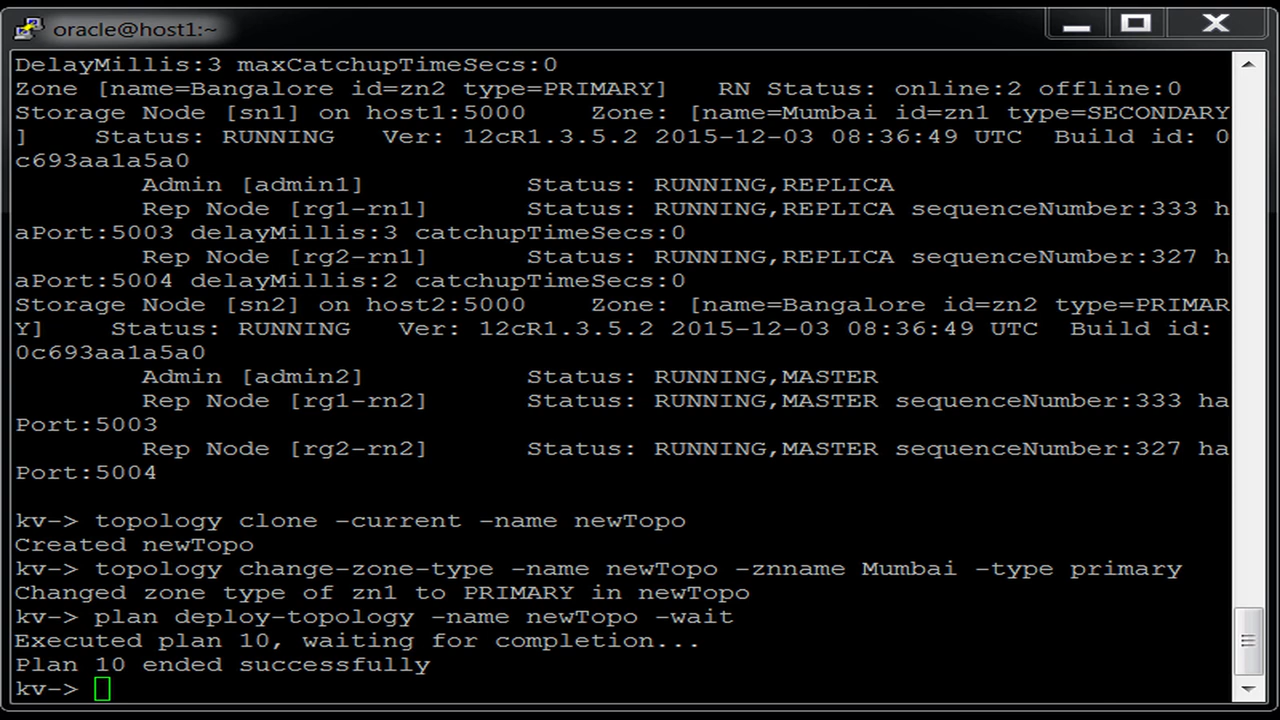 oracle@host1:~
DelayMillis:3 maxCatchupTimeSecs:0
Zone [name=Bangalore id=zn2 type=PRIMARY]   RN Status: online:2 offline:0
Storage Node [sn1] on host1:5000    Zone: [name=Mumbai id=zn1 type=SECONDARY
]    Status: RUNNING   Ver: 12cR1.3.5.2 2015-12-03 08:36:49 UTC  Build id: 0
c693aa1a5a0
        Admin [admin1]          Status: RUNNING,REPLICA
        Rep Node [rg1-rn1]      Status: RUNNING,REPLICA sequenceNumber:333 h
aPort:5003 delayMillis:3 catchupTimeSecs:0
        Rep Node [rg2-rn1]      Status: RUNNING,REPLICA sequenceNumber:327 h
aPort:5004 delayMillis:2 catchupTimeSecs:0
Storage Node [sn2] on host2:5000    Zone: [name=Bangalore id=zn2 type=PRIMAR
Y]    Status: RUNNING   Ver: 12cR1.3.5.2 2015-12-03 08:36:49 UTC  Build id:
0c693aa1a5a0
        Admin [admin2]          Status: RUNNING,MASTER
        Rep Node [rg1-rn2]      Status: RUNNING,MASTER sequenceNumber:333 ha
Port:5003
        Rep Node [rg2-rn2]      Status: RUNNING,MASTER sequenceNumber:327 ha
Port:5004
kv-> topology clone -current -name newTopo
Created newTopo
kv-> topology change-zone-type -name newTopo -znname Mumbai -type primary
Changed zone type of zn1 to PRIMARY in newTopo
kv-> plan deploy-topology -name newTopo -wait
Executed plan 10, waiting for completion...
Plan 10 ended successfully
kv->